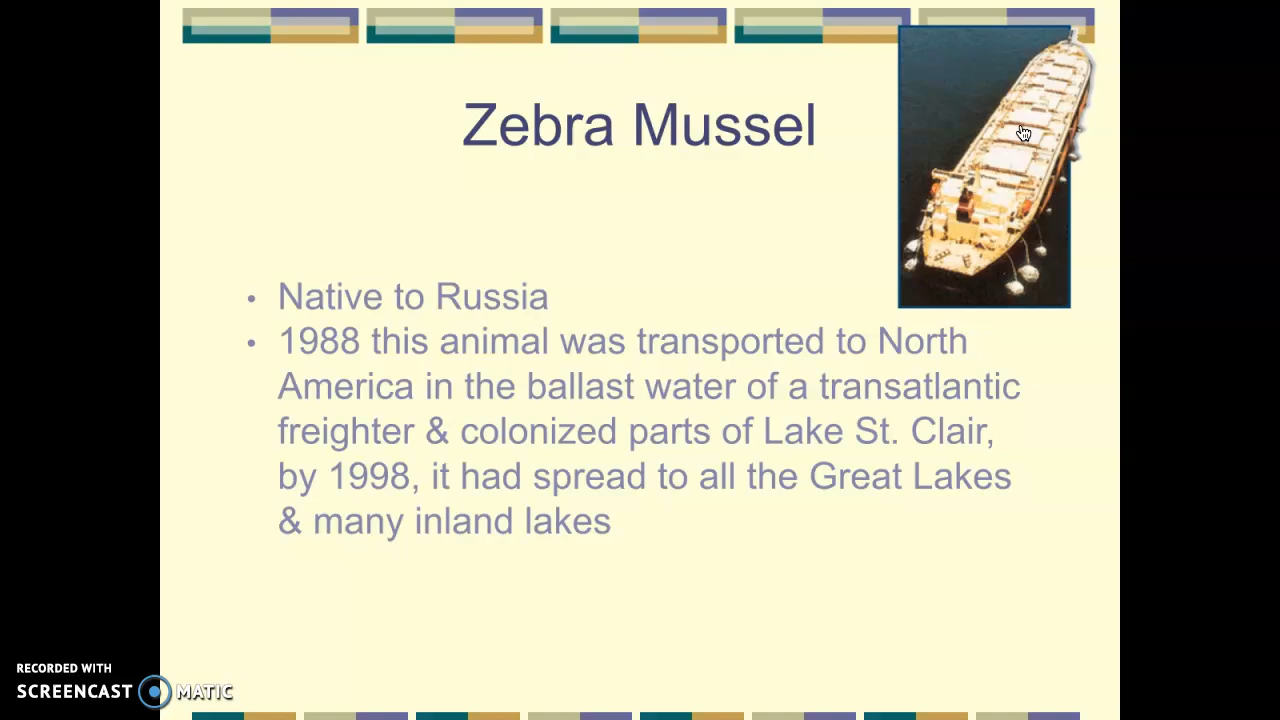 Zebra Mussel
• Native to Russia
• 1988 this animal was transported to North
America in the ballast water of a transatlantic
freighter & colonized parts of Lake St. Clair,
by 1998, it had spread to all the Great Lakes
& many inland lakes
RECORDED WITH
SCREENCAST MATIC